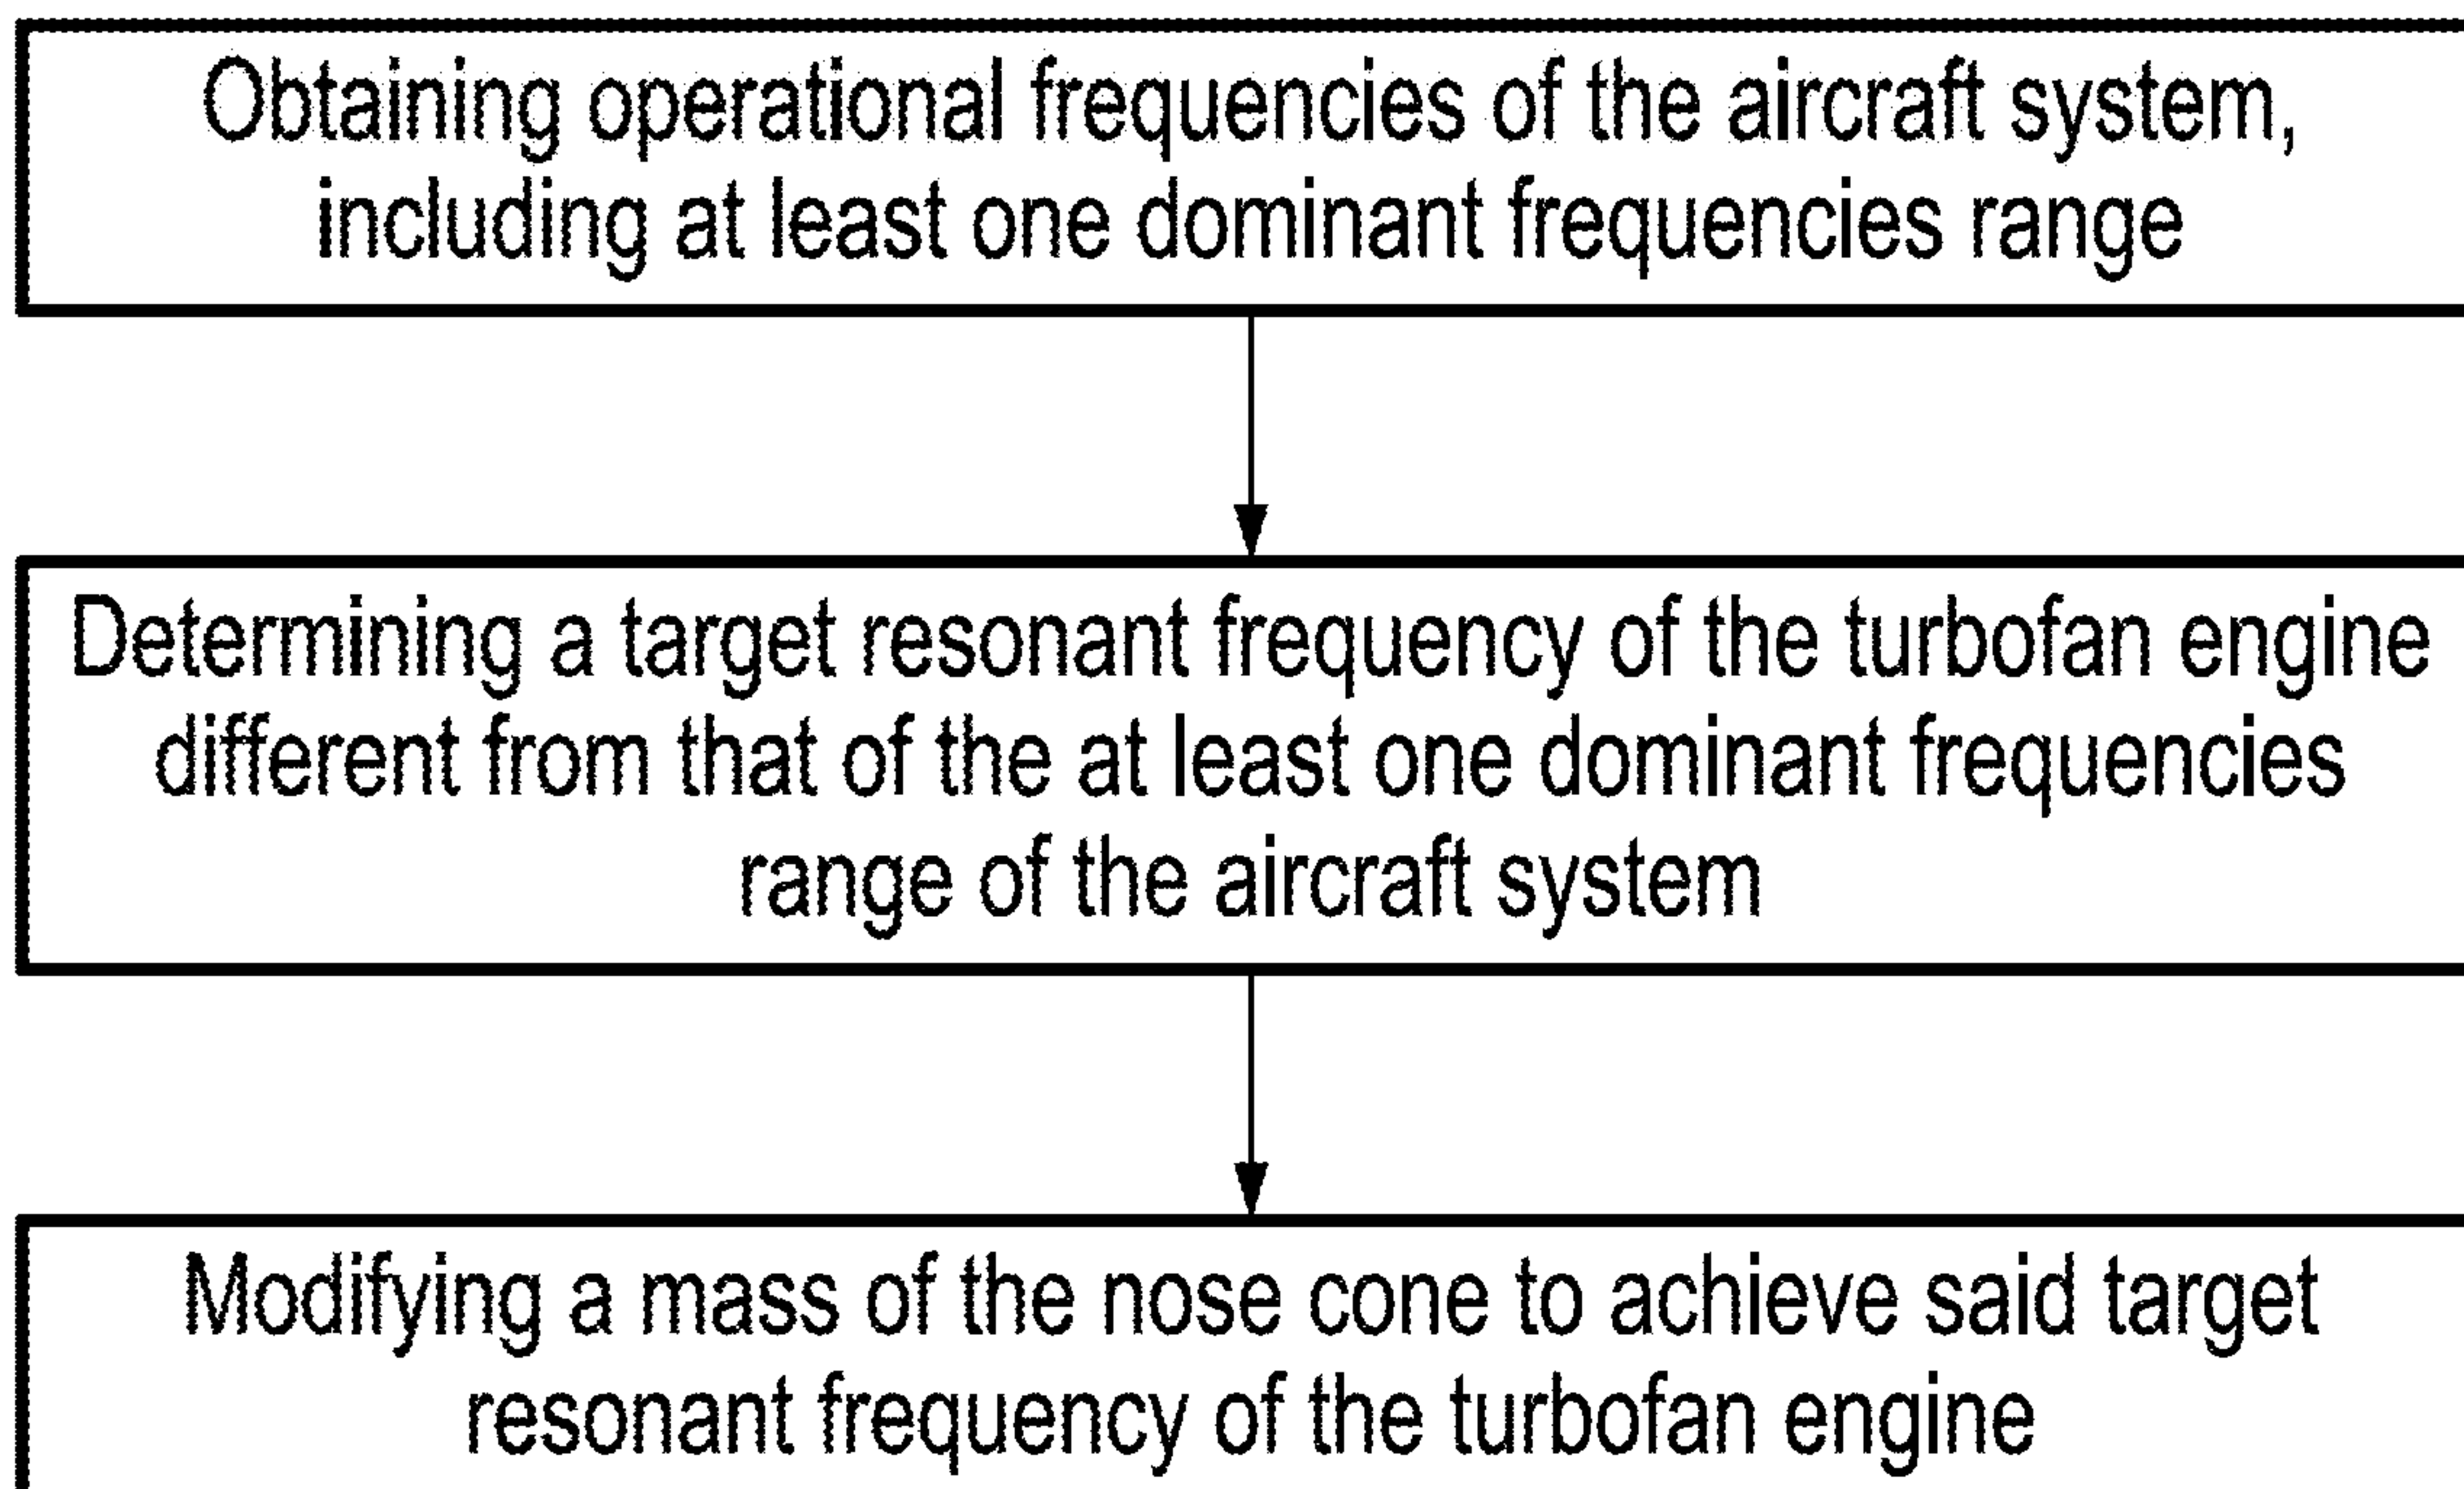 Obtaining operational frequencies of the aircraft system,
including at least one dominant frequencies range
Determining a target resonant frequency of the turbofan engine
different from that of the at least one dominant frequencies
range of the aircraft system
Modifying a mass of the nose cone to achieve said target
resonant frequency of the turbofan engine